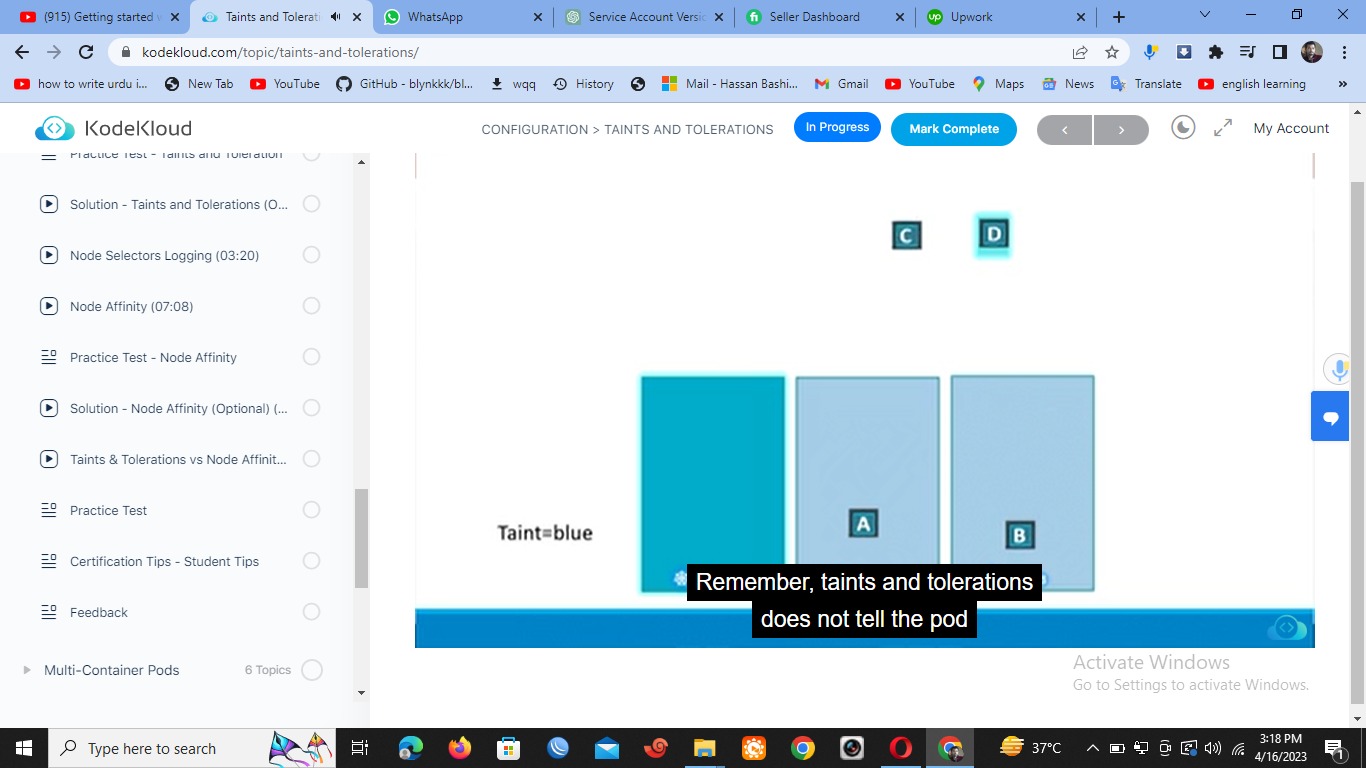 (915) Getting started w
Taints and Tolerati
WhatsApp
Service Account Versio
Seller Dashboard
Upwork
kodekloud.com/topic/taints-and-tolerations/
how to write urdu i...
New Tab
YouTube
GitHub - blynkkk/bl...
wqq
History
Mail - Hassan Bashi...
Gmail
YouTube
Maps
News
Translate
english learning
KodeKloud
CONFIGURATION > TAINTS AND TOLERATIONS
In Progress
Mark Complete
My Account
Practice Test - Taints and Toleration
Solution - Taints and Tolerations (O...
Node Selectors Logging (03:20)
Node Affinity (07:08)
Practice Test - Node Affinity
Solution - Node Affinity (Optional) (...
Taints & Tolerations vs Node Affinit...
Practice Test
Certification Tips - Student Tips
Feedback
Multi-Container Pods
6 Topics
C
D
A
B
Taint=blue
Remember, taints and tolerations
does not tell the pod
Activate Windows
Go to Settings to activate Windows.
Type here to search
37°C
3:18 PM
4/16/2023
1